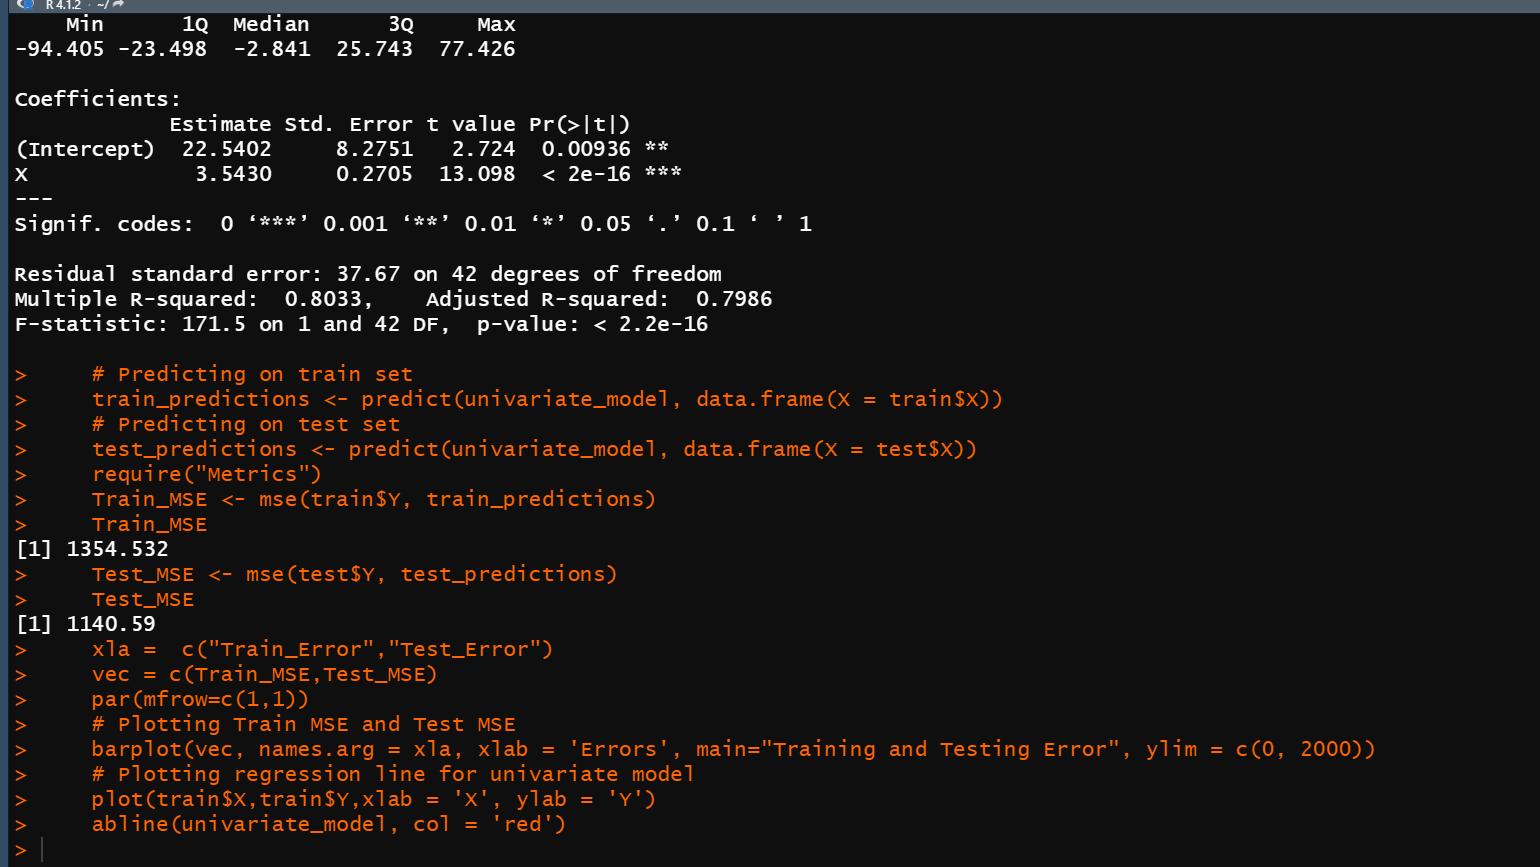 R 4.1.2 · ~/
    Min      1Q  Median      3Q     Max
-94.405 -23.498  -2.841  25.743  77.426
Coefficients:
            Estimate Std. Error t value Pr(>|t|)
(Intercept)  22.5402     8.2751   2.724  0.00936 **
X             3.5430     0.2705  13.098  < 2e-16 ***
---
Signif. codes:  0 ‘***’ 0.001 ‘**’ 0.01 ‘*’ 0.05 ‘.’ 0.1 ‘ ’ 1
Residual standard error: 37.67 on 42 degrees of freedom
Multiple R-squared:  0.8033,    Adjusted R-squared:  0.7986
F-statistic: 171.5 on 1 and 42 DF,  p-value: < 2.2e-16
>     # Predicting on train set
>     train_predictions <- predict(univariate_model, data.frame(X = train$X))
>     # Predicting on test set
>     test_predictions <- predict(univariate_model, data.frame(X = test$X))
>     require("Metrics")
>     Train_MSE <- mse(train$Y, train_predictions)
>     Train_MSE
[1] 1354.532
>     Test_MSE <- mse(test$Y, test_predictions)
>     Test_MSE
[1] 1140.59
>     xla =  c("Train_Error","Test_Error")
>     vec = c(Train_MSE,Test_MSE)
>     par(mfrow=c(1,1))
>     # Plotting Train MSE and Test MSE
>     barplot(vec, names.arg = xla, xlab = 'Errors', main="Training and Testing Error", ylim = c(0, 2000))
>     # Plotting regression line for univariate model
>     plot(train$X,train$Y,xlab = 'X', ylab = 'Y')
>     abline(univariate_model, col = 'red')
>